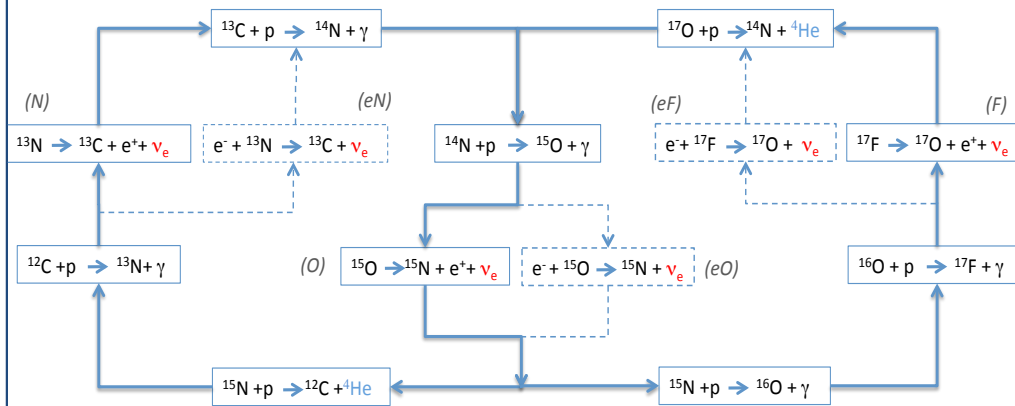 ¹³C + p → ¹⁴N + γ
¹⁷O +p → ¹⁴N + ⁴He
(N)
(eN)
(eF)
(F)
¹³N → ¹³C + e⁺+ νₑ
e⁻+ ¹³N → ¹³C + νₑ
¹⁴N +p → ¹⁵O + γ
e⁻+ ¹⁷F → ¹⁷O + νₑ
¹⁷F → ¹⁷O + e⁺+ νₑ
¹²C +p → ¹³N+ γ
(O)
¹⁵O → ¹⁵N + e⁺+ νₑ
e⁻ + ¹⁵O → ¹⁵N + νₑ
(eO)
¹⁶O + p → ¹⁷F + γ
¹⁵N +p → ¹²C +⁴He
¹⁵N +p → ¹⁶O + γ